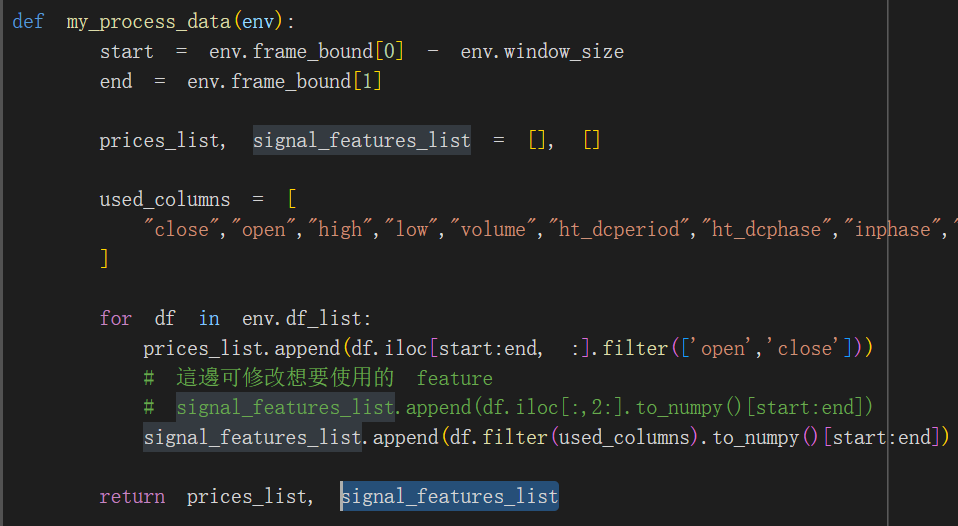 def my_process_data(env):
start = env.frame_bound[0] - env.window_size
end = env.frame_bound[1]
prices_list, signal_features_list = [], []
used_columns = [
"close","open","high","low","volume","ht_dcperiod","ht_dcphase","inphase","
]
for df in env.df_list:
prices_list.append(df.iloc[start:end, :].filter(['open','close']))
# 這邊可修改想要使用的 feature
# signal_features_list.append(df.iloc[:,2:].to_numpy()[start:end])
signal_features_list.append(df.filter(used_columns).to_numpy()[start:end])
return prices_list, signal_features_list